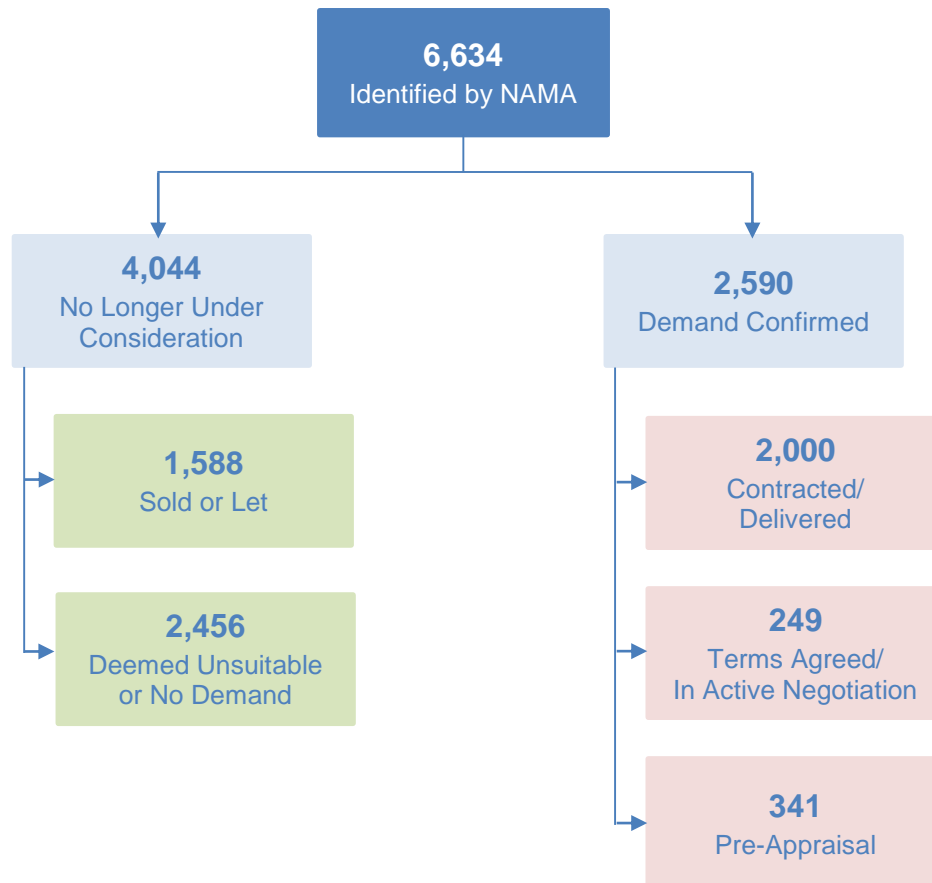 6,634
Identified by NAMA
4,044
No Longer Under
Consideration
1,588
Sold or Let
2,456
Deemed Unsuitable
or No Demand
2,590
Demand Confirmed
2,000
Contracted/
Delivered
249
Terms Agreed/
In Active Negotiation
341
Pre-Appraisal